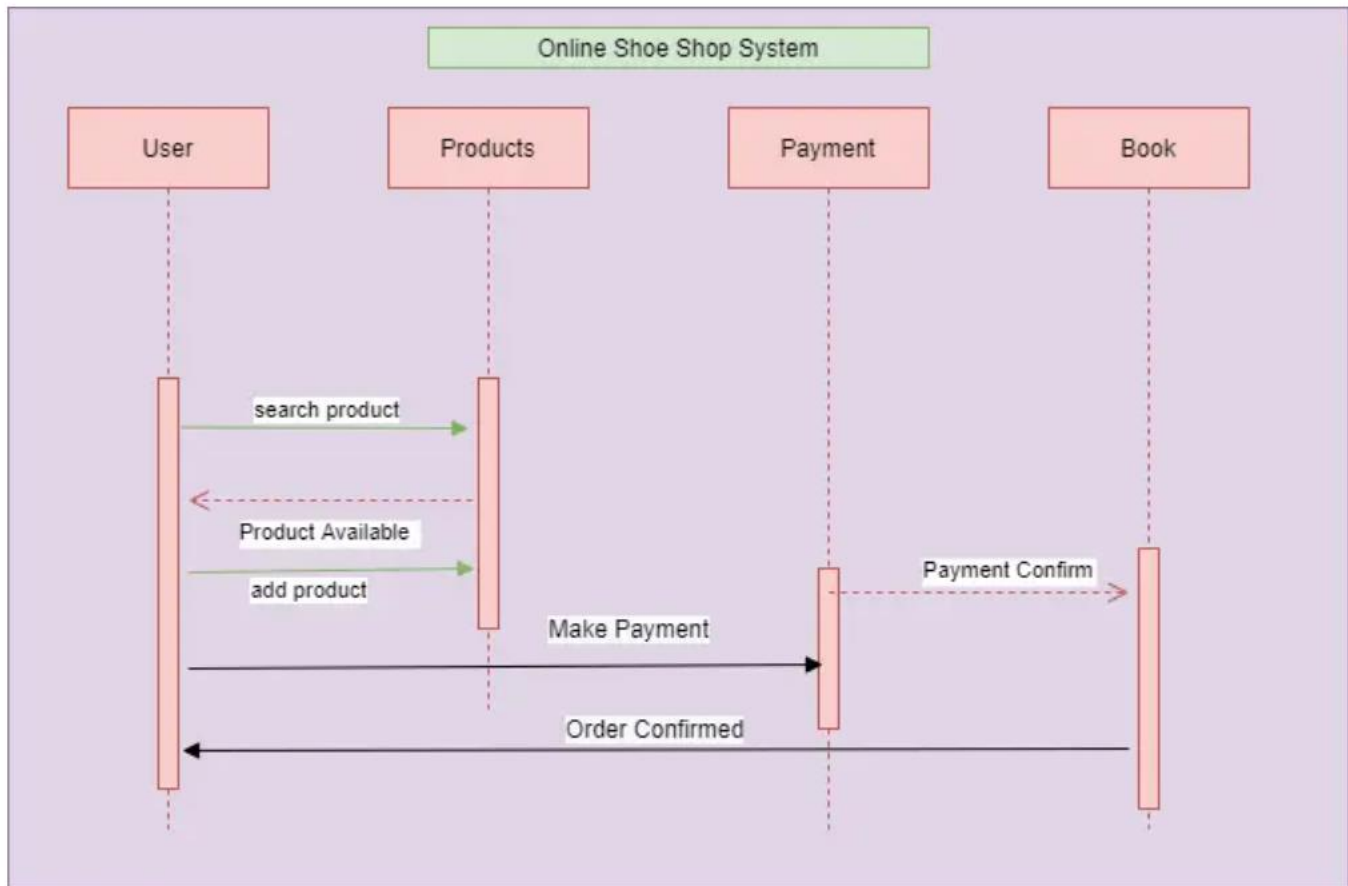 Online Shoe Shop System
User
Products
Payment
Book
search product
Product Available
add product
Payment Confirm
Make Payment
Order Confirmed